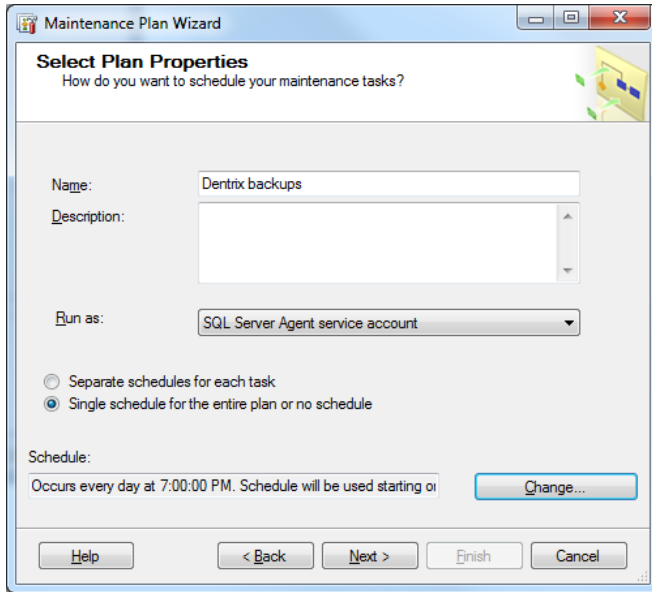 Maintenance Plan Wizard
Select Plan Properties
How do you want to schedule your maintenance tasks?
Name:
Dentrix backups
Description:
Run as:
SQL Server Agent service account
Separate schedules for each task
Single schedule for the entire plan or no schedule
Schedule:
Occurs every day at 7:00:00 PM. Schedule will be used starting
Change...
Help
< Back
Next >
Finish
Cancel